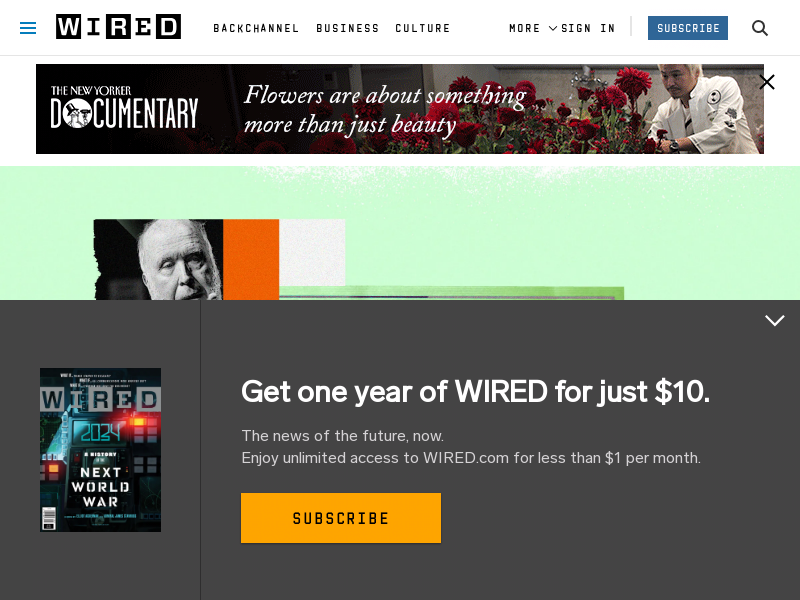 WIRED
BACKCHANNEL BUSINESS CULTURE MORE SIGN IN SUBSCRIBE
THE NEW YORKER
DOCUMENTARY
Flowers are about something
more than just beauty
WIRED
2034
A HISTORY
OF THE
NEXT
WORLD
WAR
Get one year of WIRED for just $10.
The news of the future, now.
Enjoy unlimited access to WIRED.com for less than $1 per month.
SUBSCRIBE